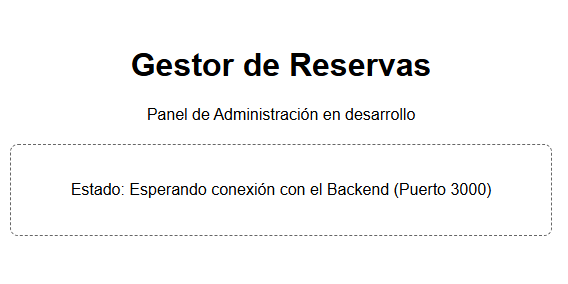 Gestor de Reservas
Panel de Administración en desarrollo
Estado: Esperando conexión con el Backend (Puerto 3000)